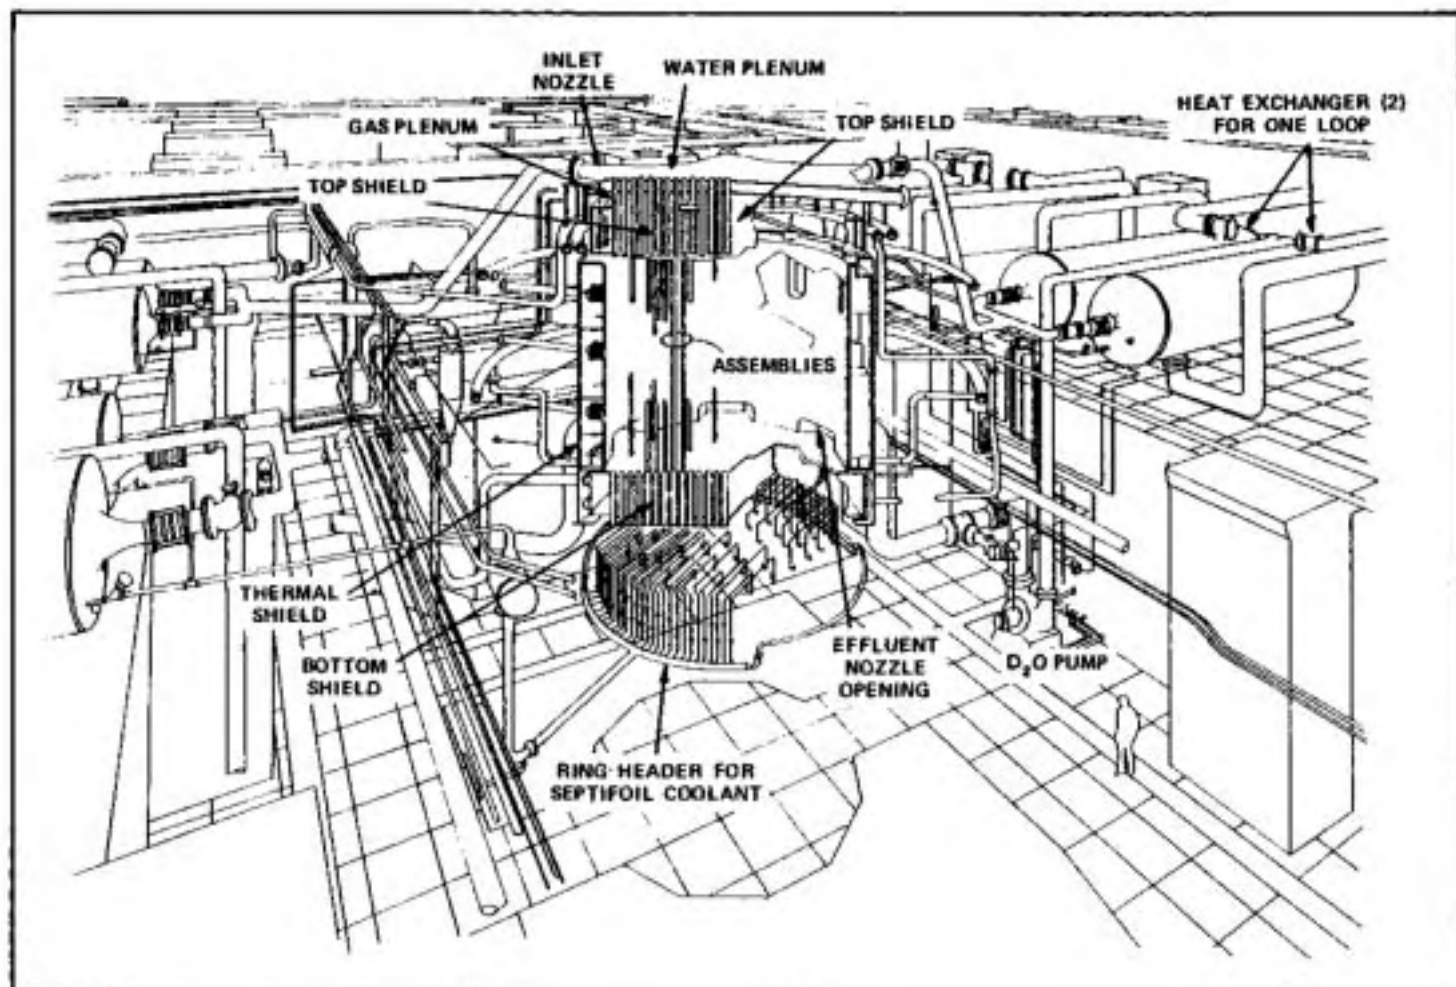 INLET
NOZZLE
WATER PLENUM
GAS PLENUM
TOP SHIELD
HEAT EXCHANGER (2)
FOR ONE LOOP
TOP SHIELD
ASSEMBLIES
THERMAL
SHIELD
BOTTOM
SHIELD
EFFLUENT
NOZZLE
OPENING
D₂O PUMP
RING-HEADER FOR
SEPTIFOIL COOLANT